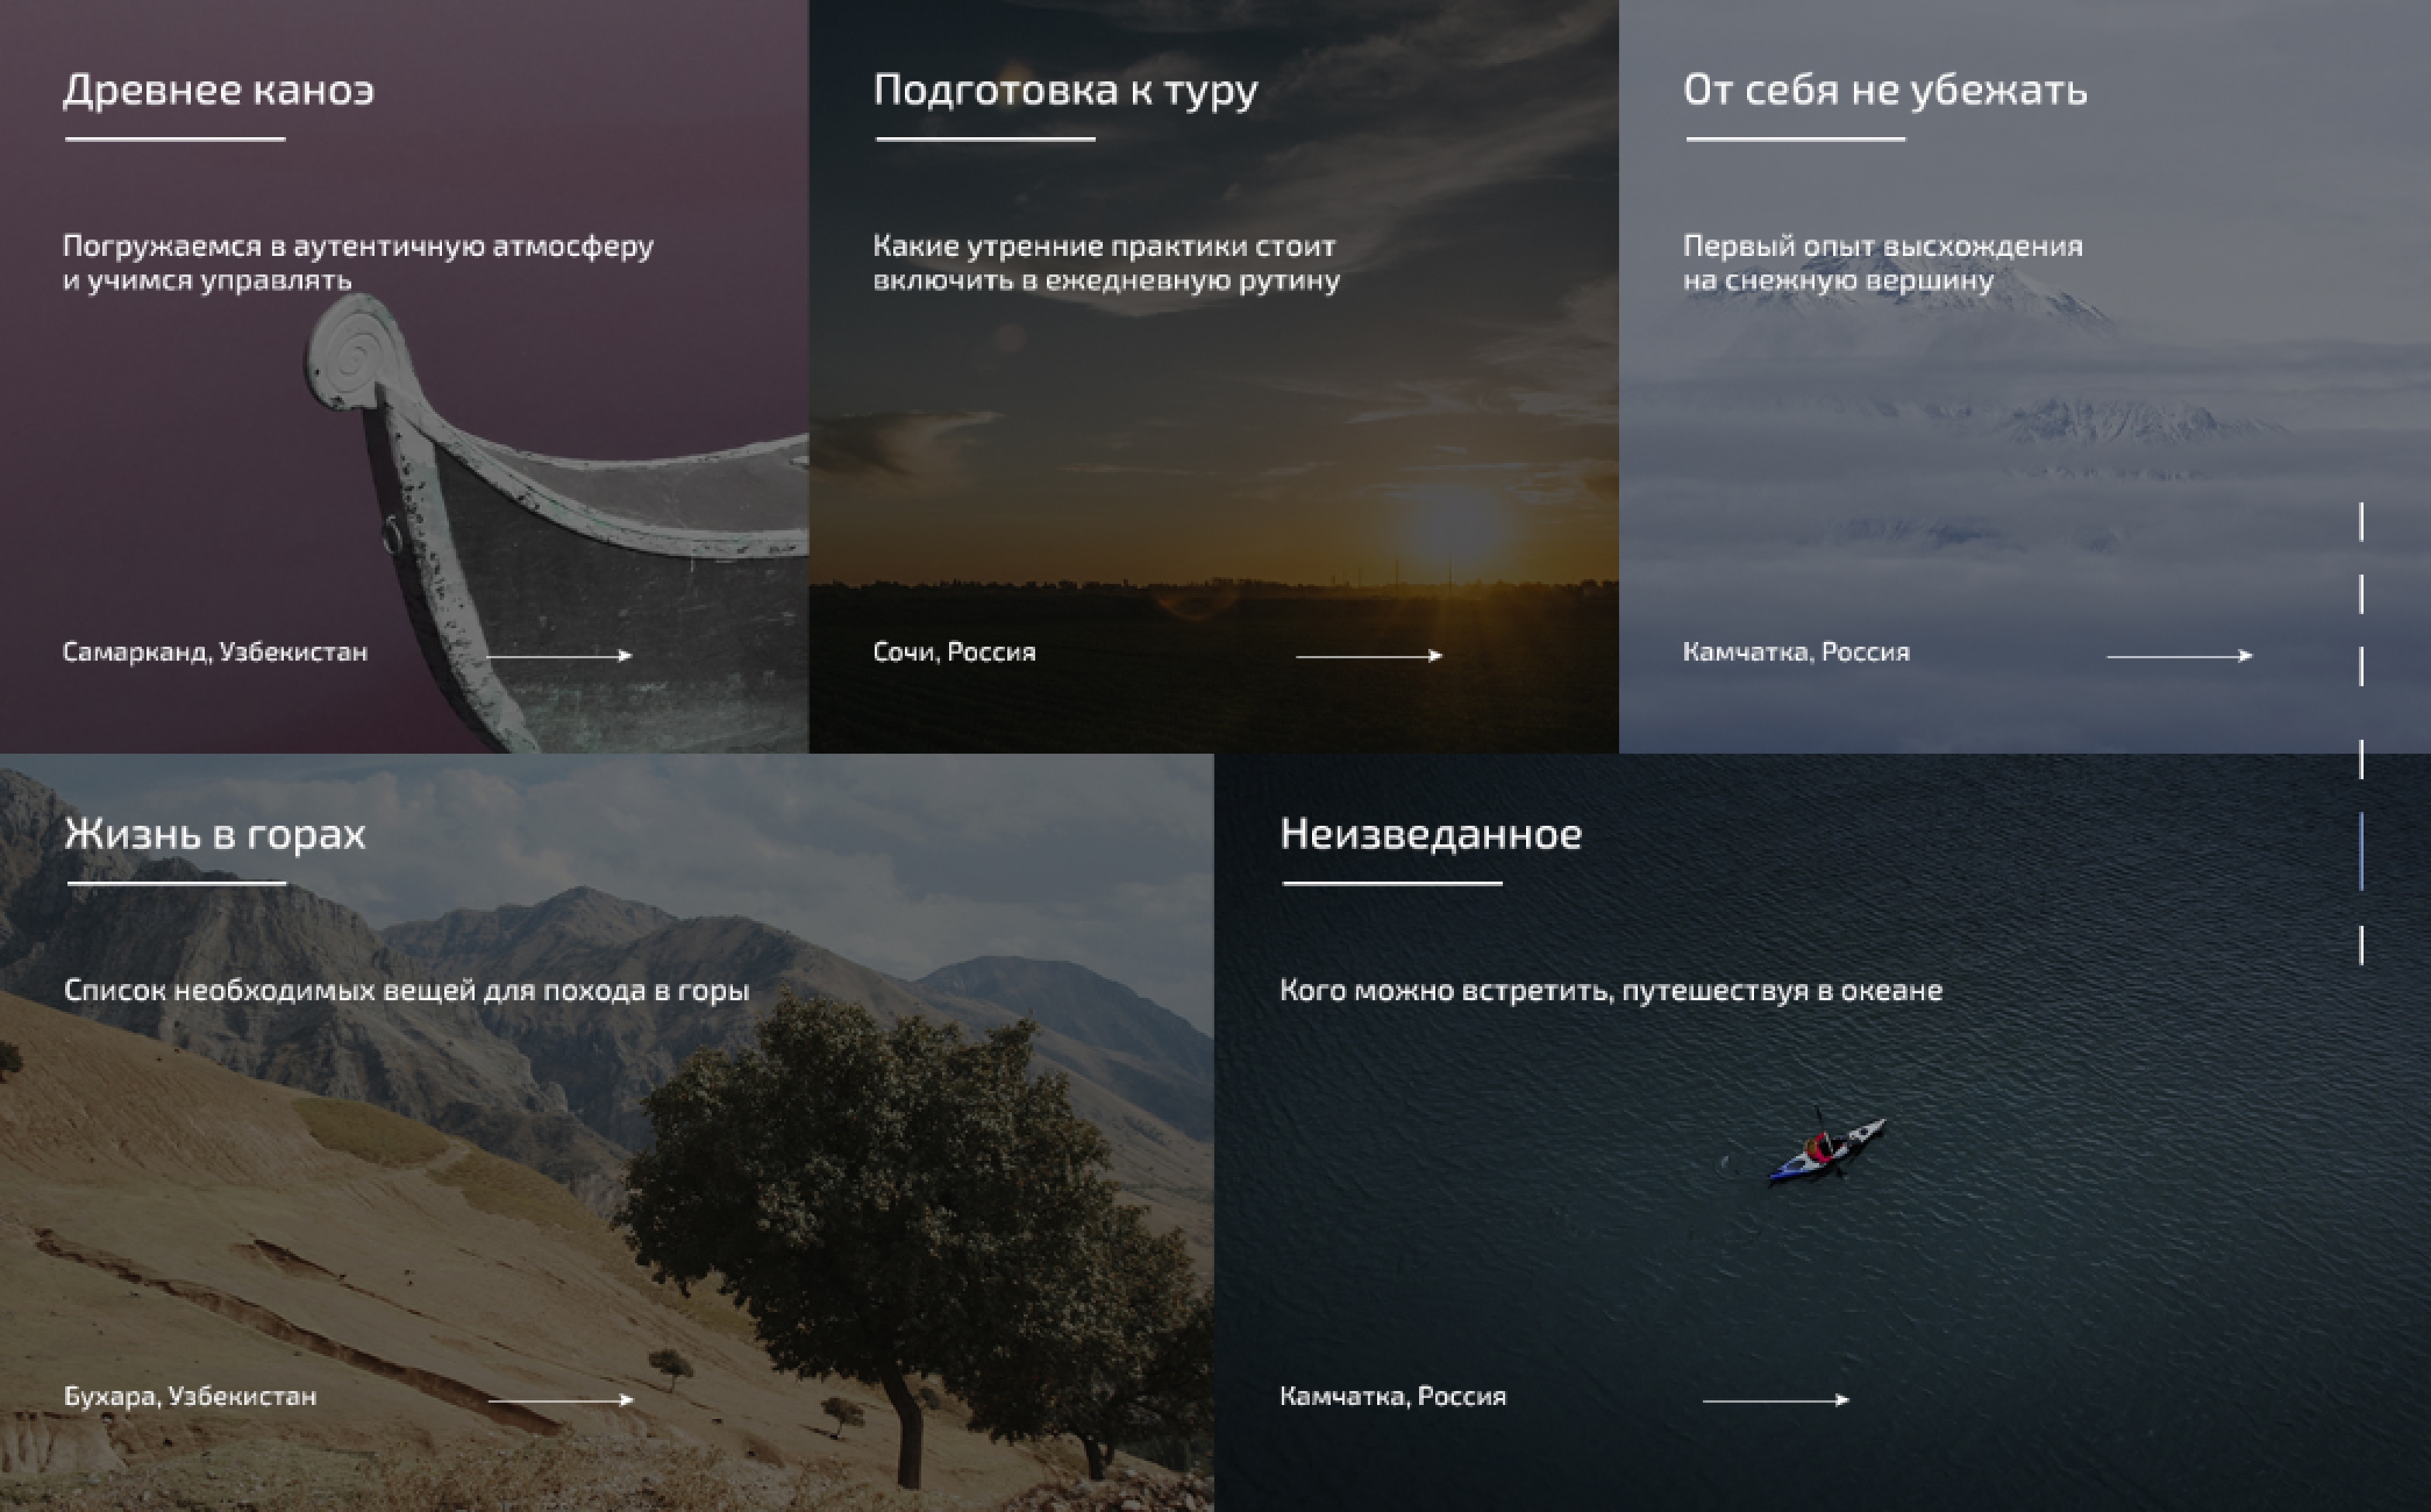 Древнее каноэ
Погружаемся в аутентичную атмосферу
и учимся управлять
Самарканд, Узбекистан
Подготовка к туру
Какие утренние практики стоит
включить в ежедневную рутину
Сочи, Россия
От себя не убежать
Первый опыт высхождения
на снежную вершину
Камчатка, Россия
Жизнь в горах
Список необходимых вещей для похода в горы
Бухара, Узбекистан
Неизведанное
Кого можно встретить, путешествуя в океане
Камчатка, Россия